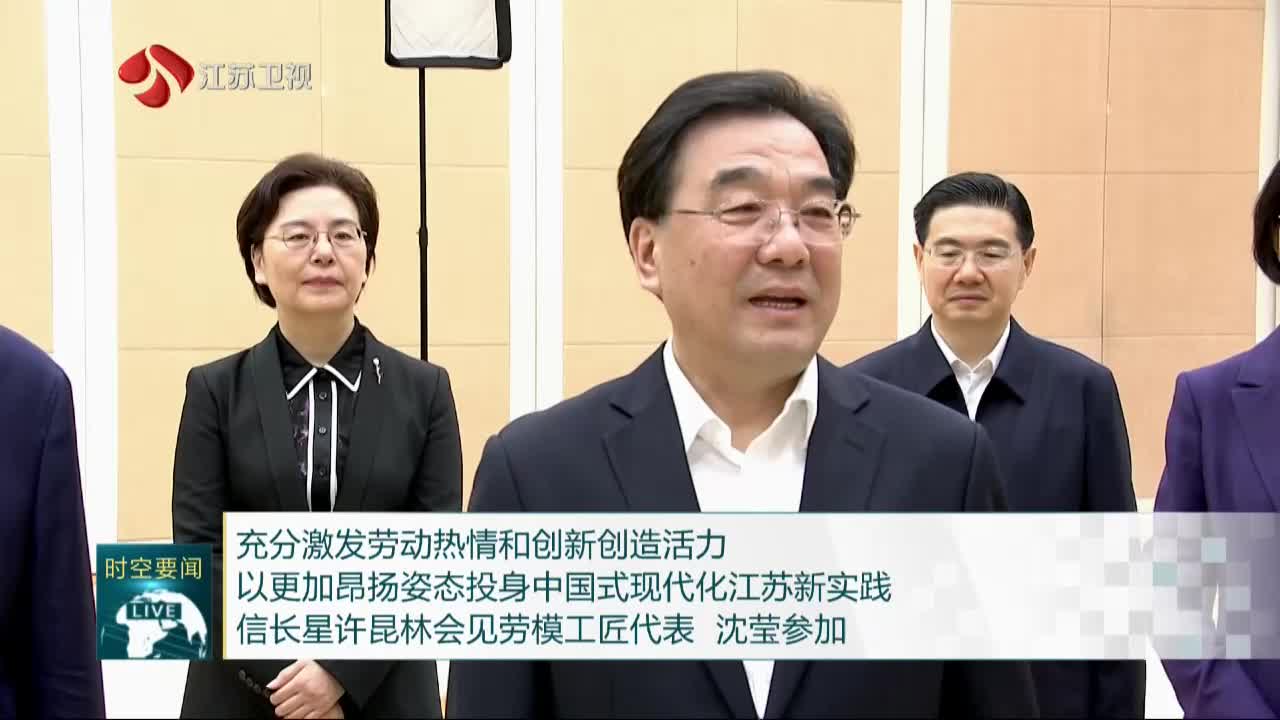 江苏卫视
充分激发劳动热情和创新创造活力
时空要闻
以更加昂扬姿态投身中国式现代化江苏新实践
LIVE
信长星许昆林会见劳模工匠代表 沈莹参加